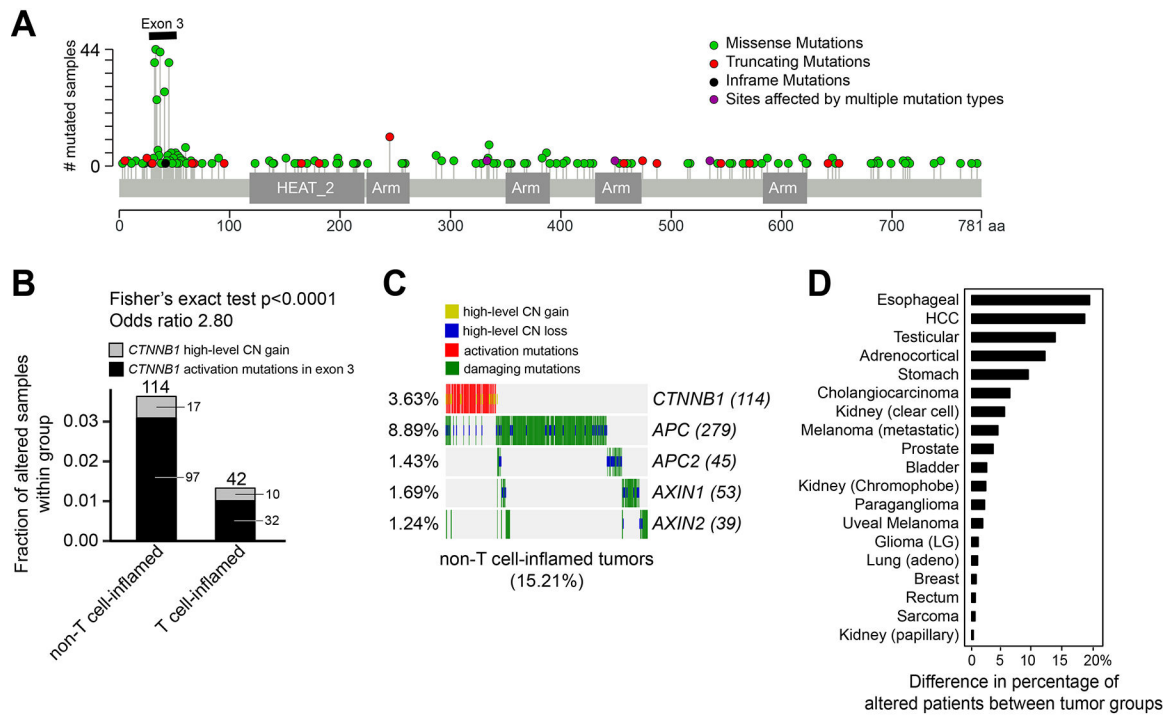 A
Exon 3
44
0
# mutated samples
Missense Mutations
Truncating Mutations
Inframe Mutations
Sites affected by multiple mutation types
HEAT_2 Arm Arm Arm Arm
0 100 200 300 400 500 600 700 781 aa
B
Fisher's exact test p<0.0001
Odds ratio 2.80
CTNNB1 high-level CN gain
CTNNB1 activation mutations in exon 3
Fraction of altered samples
within group
0.03
0.02
0.01
0.00
114
17
97
42
10
32
non-T cell-inflamed
T cell-inflamed
C
high-level CN gain
high-level CN loss
activation mutations
damaging mutations
3.63% CTNNB1 (114)
8.89% APC (279)
1.43% APC2 (45)
1.69% AXIN1 (53)
1.24% AXIN2 (39)
non-T cell-inflamed tumors
(15.21%)
D
Esophageal
HCC
Testicular
Adrenocortical
Stomach
Cholangiocarcinoma
Kidney (clear cell)
Melanoma (metastatic)
Prostate
Bladder
Kidney (Chromophobe)
Paraganglioma
Uveal Melanoma
Glioma (LG)
Lung (adeno)
Breast
Rectum
Sarcoma
Kidney (papillary)
0 5 10 15 20%
Difference in percentage of
altered patients between tumor groups